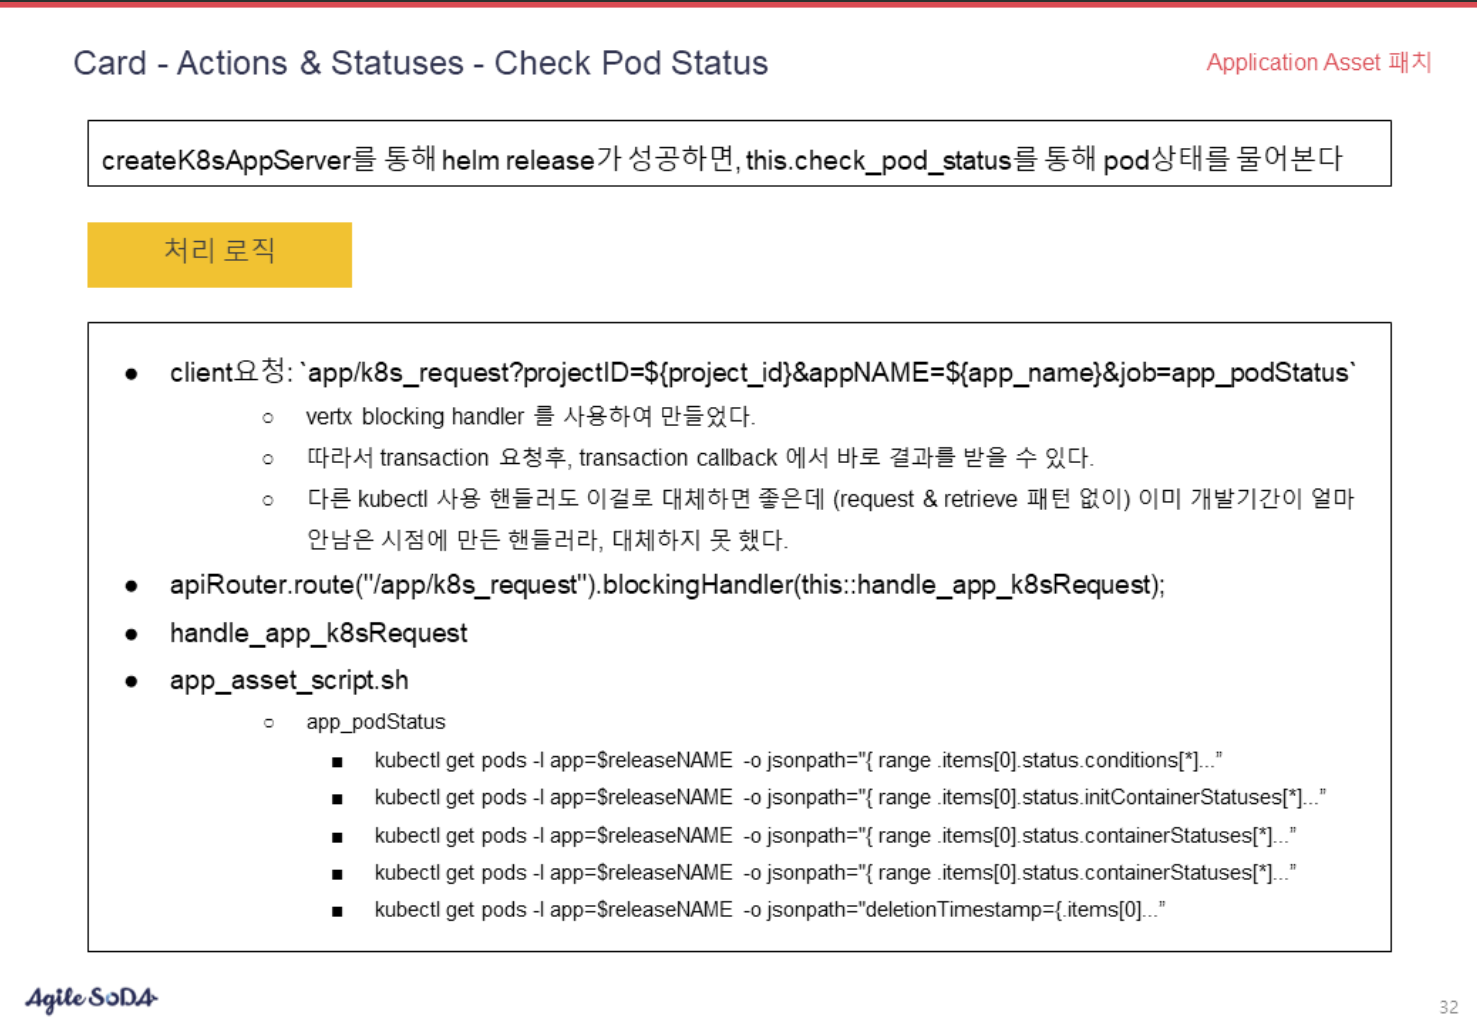 Card - Actions & Statuses - Check Pod Status
Application Asset 패치
createK8sAppServer를 통해 helm release가 성공하면, this.check_pod_status를 통해 pod상태를 물어본다
처리 로직
● client요청: `app/k8s_request?projectID=${project_id}&appNAME=${app_name}&job=app_podStatus`
○ vertx blocking handler 를 사용하여 만들었다.
○ 따라서 transaction 요청후, transaction callback 에서 바로 결과를 받을 수 있다.
○ 다른 kubectl 사용 핸들러도 이걸로 대체하면 좋은데 (request & retrieve 패턴 없이) 이미 개발기간이 얼마
안남은 시점에 만든 핸들러라, 대체하지 못 했다.
● apiRouter.route("/app/k8s_request").blockingHandler(this::handle_app_k8sRequest);
● handle_app_k8sRequest
● app_asset_script.sh
○ app_podStatus
■ kubectl get pods -l app=$releaseNAME -o jsonpath="{ range .items[0].status.conditions[*]...”
■ kubectl get pods -l app=$releaseNAME -o jsonpath="{ range .items[0].status.initContainerStatuses[*]...”
■ kubectl get pods -l app=$releaseNAME -o jsonpath="{ range .items[0].status.containerStatuses[*]...”
■ kubectl get pods -l app=$releaseNAME -o jsonpath="{ range .items[0].status.containerStatuses[*]...”
■ kubectl get pods -l app=$releaseNAME -o jsonpath="deletionTimestamp={.items[0]...”
Agile SoDA
32